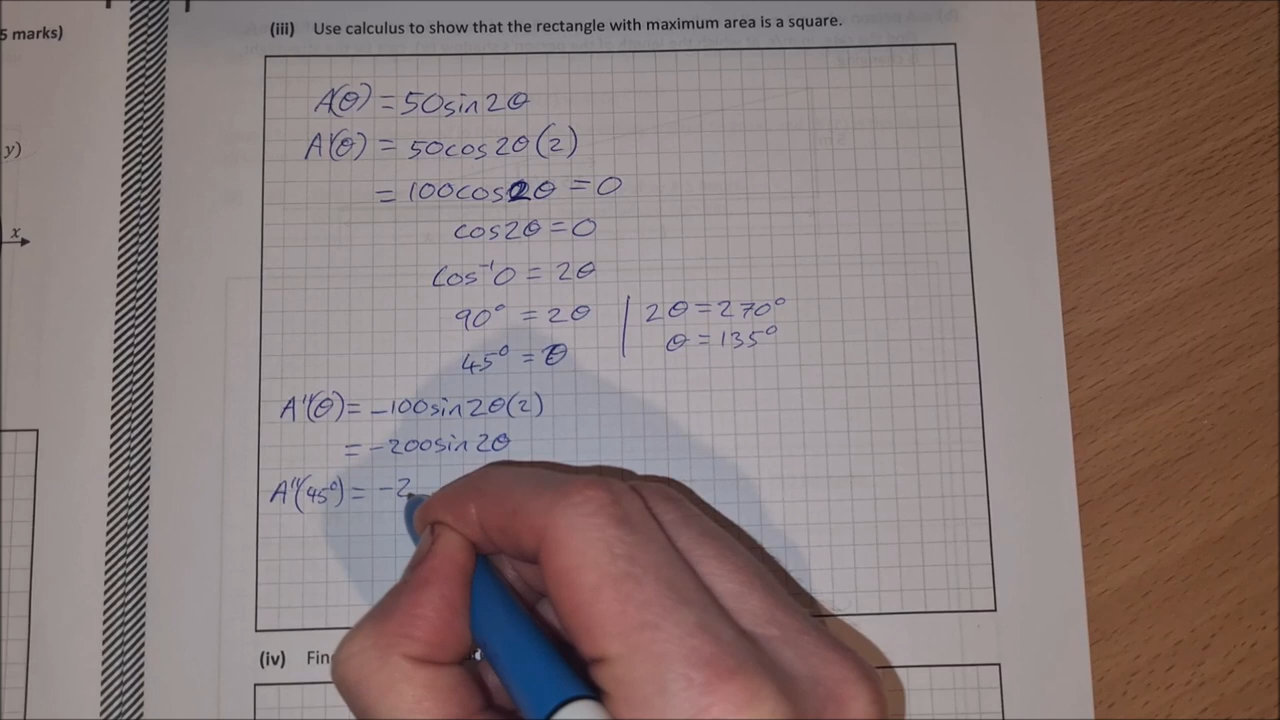 5 marks)
(iii) Use calculus to show that the rectangle with maximum area is a square.
A(θ) = 50sin2θ
A'(θ) = 50cos2θ(2)
y)
= 100cos2θ = 0
cos2θ = 0
x
cos⁻¹0 = 2θ
90° = 2θ | 2θ = 270°
45° = θ θ = 135°
A''(θ) = -100sin2θ(2)
= -200sin2θ
A''(45°) = -2
(iv)